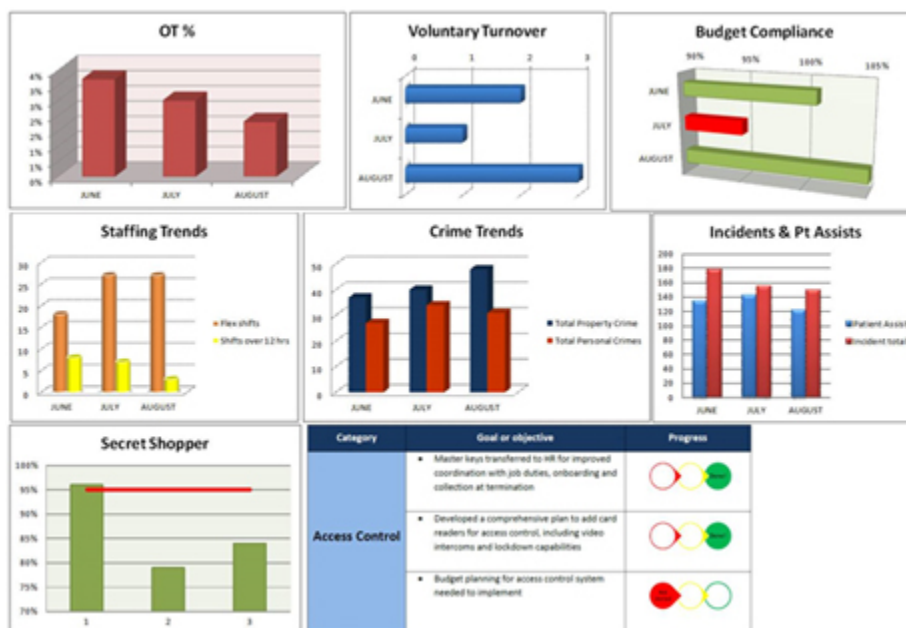 OT %
4%
4%
3%
3%
2%
2%
1%
1%
0%
JUNE JULY AUGUST
Voluntary Turnover
0 1 2 3
JUNE
JULY
AUGUST
Budget Compliance
90% 95% 100% 105%
JUNE
JULY
AUGUST
Staffing Trends
30
25
20
15
10
5
0
Flex shifts
Shifts over 12 hrs
JUNE JULY AUGUST
Crime Trends
50
40
30
20
10
0
Total Property Crime
Total Personal Crimes
JUNE JULY AUGUST
Incidents & Pt Assists
200
180
160
140
120
100
80
60
40
20
0
Patient Assist
Incident total
JUNE JULY AUGUST
Secret Shopper
100%
95%
90%
85%
80%
75%
70%
1 2 3
Category Goal or objective Progress
Access Control
▪ Master keys transferred to HR for improved
coordination with job duties, onboarding and
collection at termination
▪ Developed a comprehensive plan to add card
readers for access control, including video
intercoms and lockdown capabilities
▪ Budget planning for access control system
needed to implement